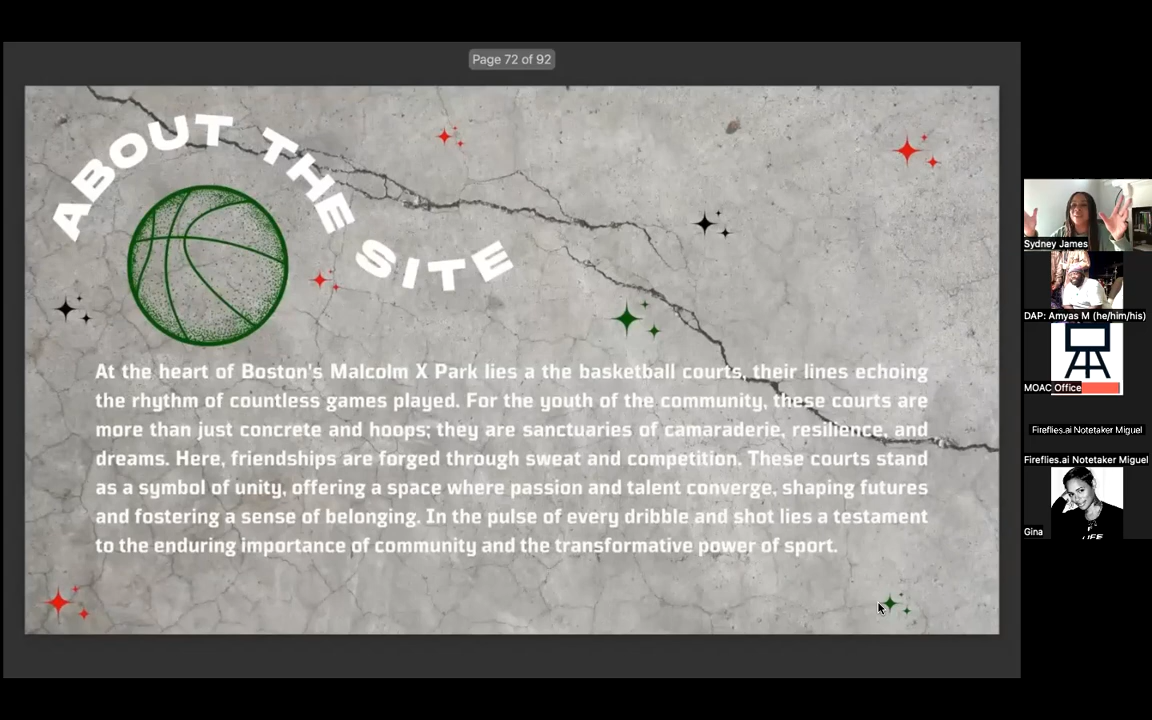 Page 72 of 92
ABOUT THE SITE
At the heart of Boston's Malcolm X Park lies a the basketball courts, their lines echoing
the rhythm of countless games played. For the youth of the community, these courts are
more than just concrete and hoops; they are sanctuaries of camaraderie, resilience, and
dreams. Here, friendships are forged through sweat and competition. These courts stand
as a symbol of unity, offering a space where passion and talent converge, shaping futures
and fostering a sense of belonging. In the pulse of every dribble and shot lies a testament
to the enduring importance of community and the transformative power of sport.
Sydney James
DAP: Amyas M (he/him/his)
MOAC Office
Fireflies.ai Notetaker Miguel
Fireflies.ai Notetaker Miguel
LIFE
Gina